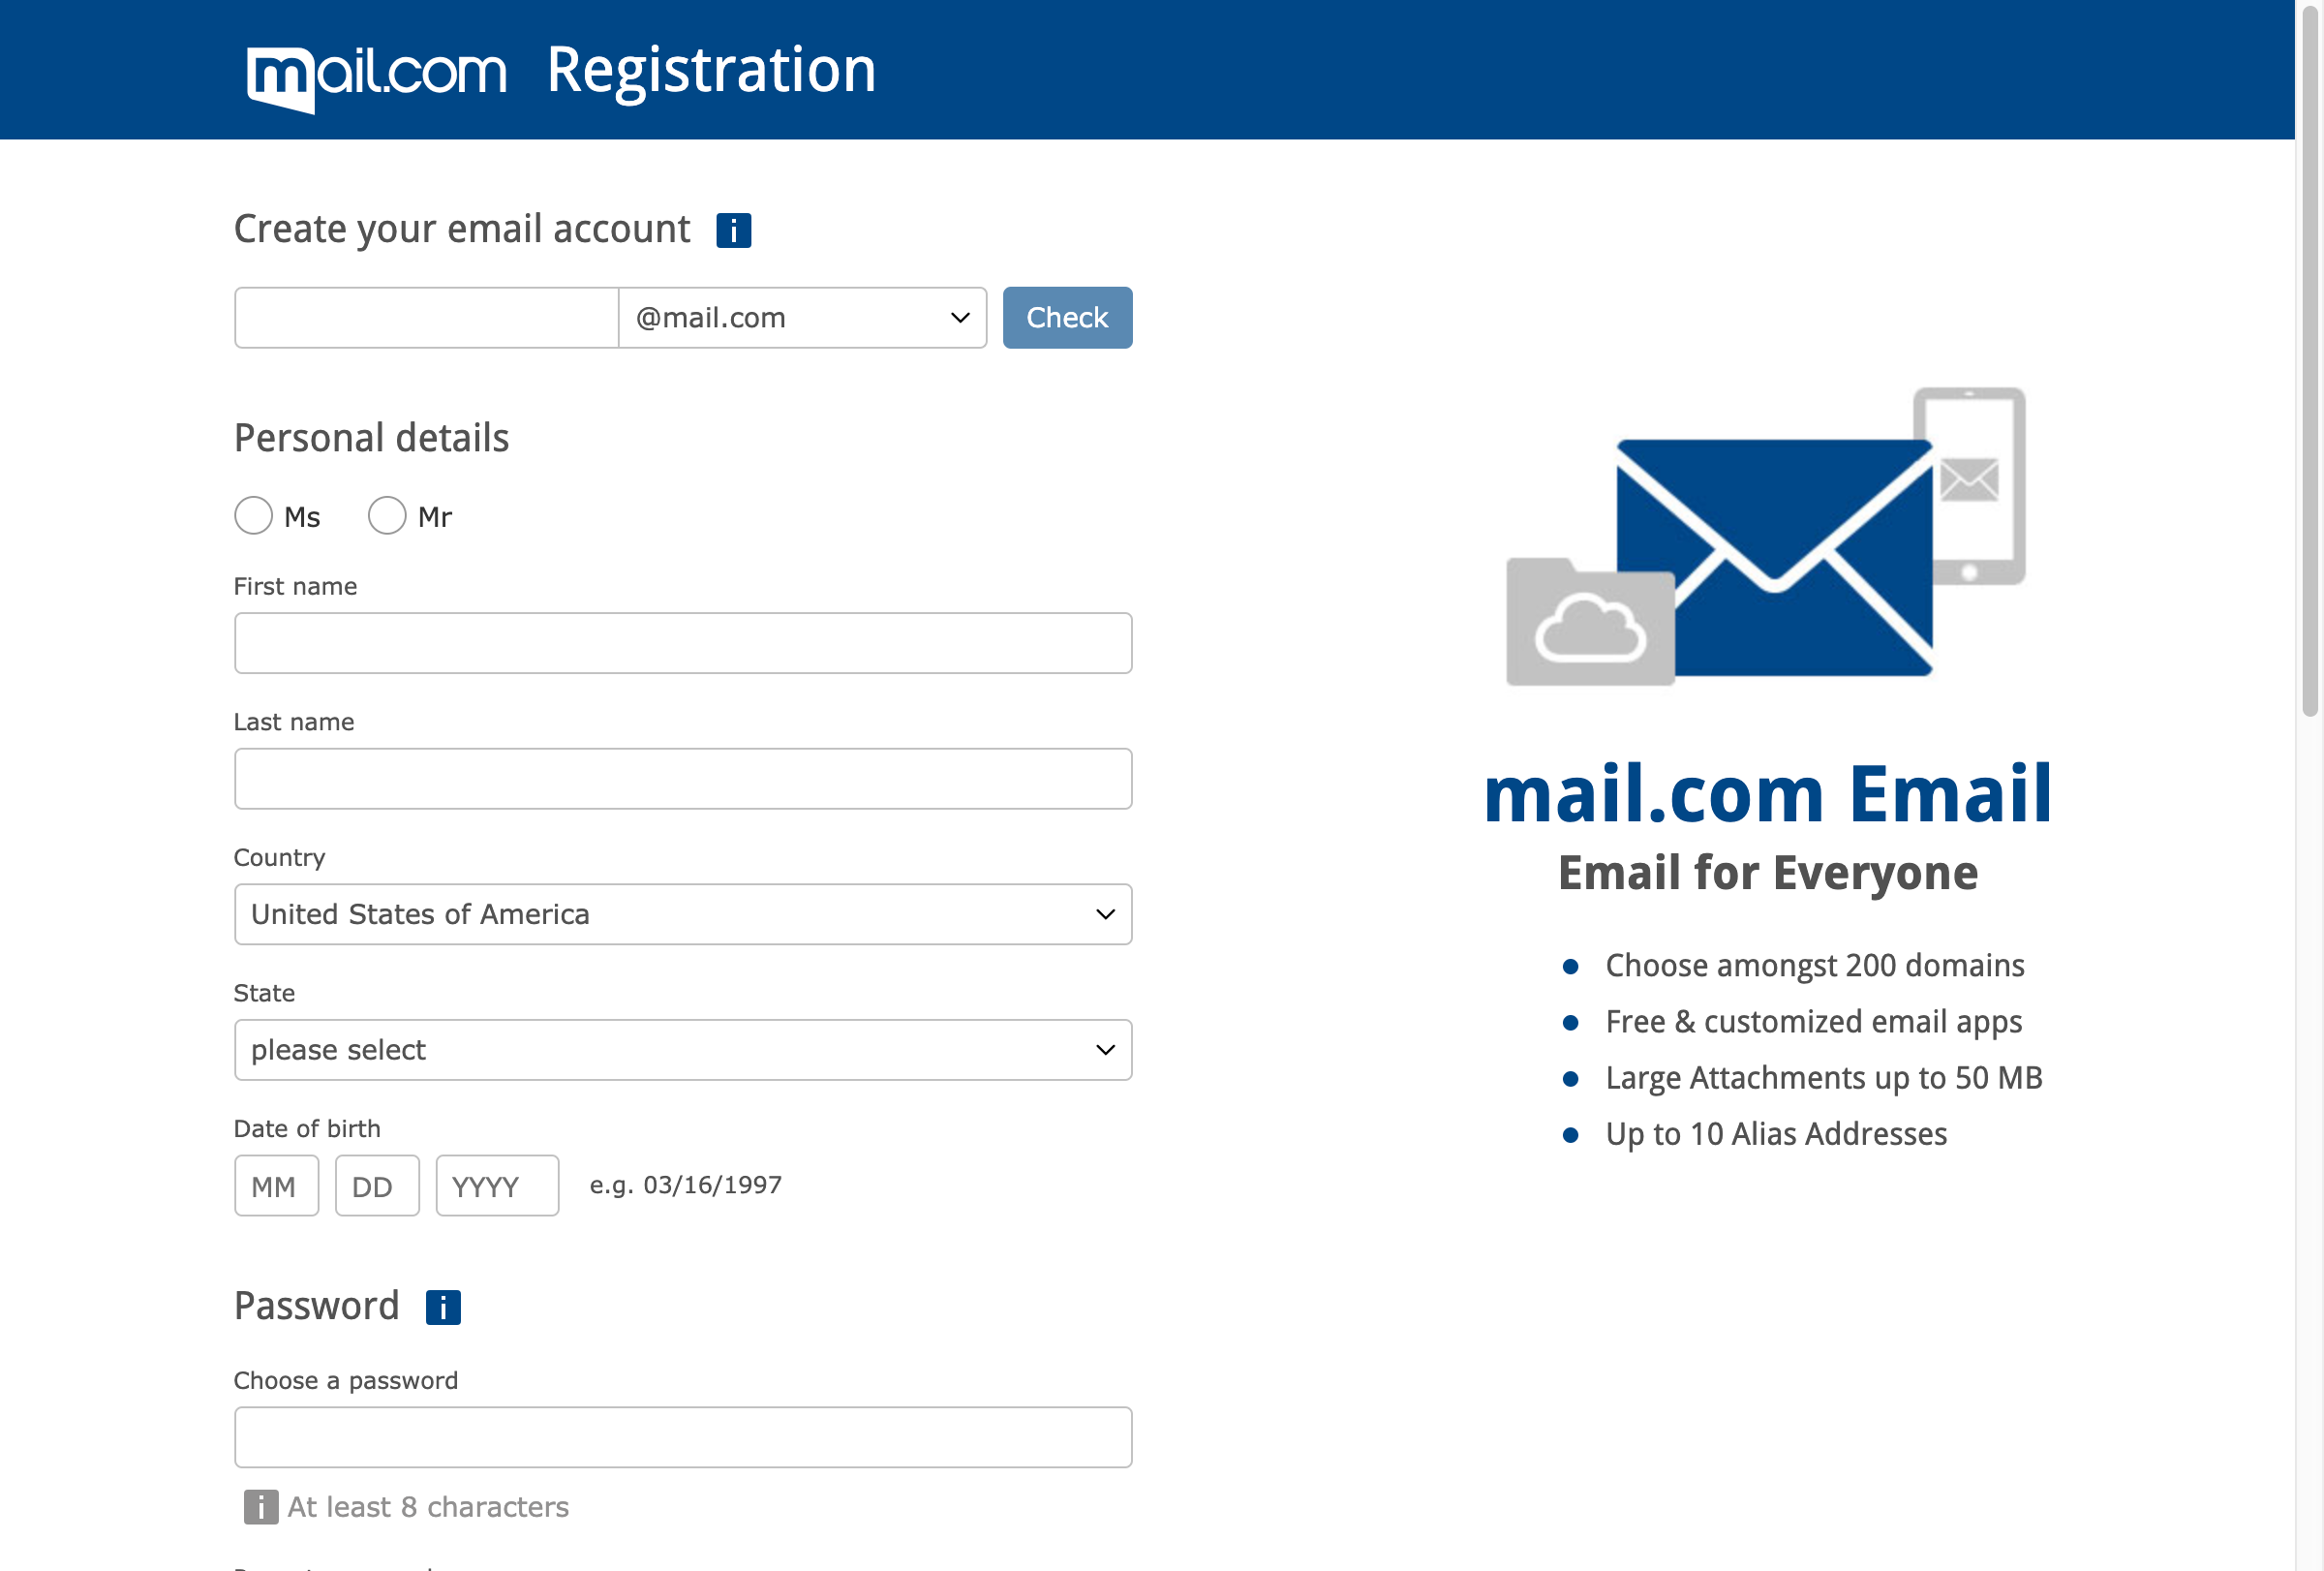 mail.com Registration
Create your email account i
@mail.com Check
Personal details
Ms Mr
First name
Last name
Country
United States of America
State
please select
Date of birth
MM DD YYYY e.g. 03/16/1997
Password i
Choose a password
i At least 8 characters
mail.com Email
Email for Everyone
Choose amongst 200 domains
Free & customized email apps
Large Attachments up to 50 MB
Up to 10 Alias Addresses